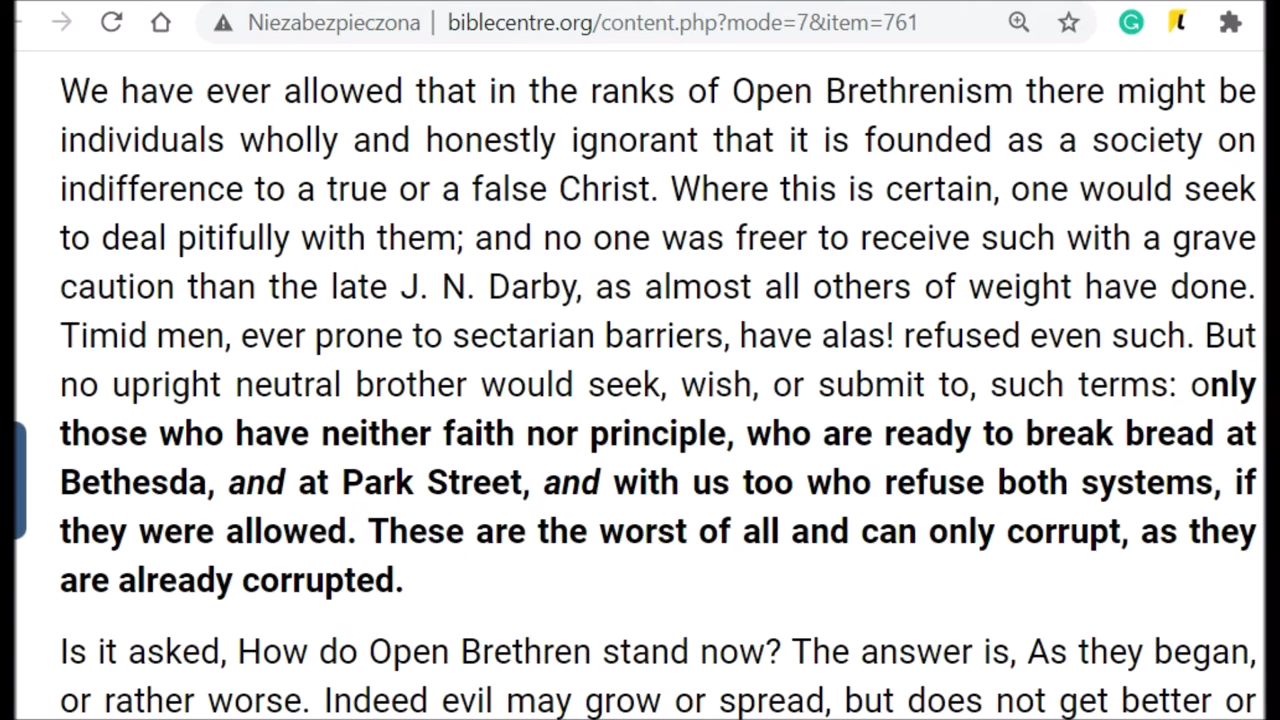 Niezabezpieczona | biblecentre.org/content.php?mode=7&item=761
We have ever allowed that in the ranks of Open Brethrenism there might be
individuals wholly and honestly ignorant that it is founded as a society on
indifference to a true or a false Christ. Where this is certain, one would seek
to deal pitifully with them; and no one was freer to receive such with a grave
caution than the late J. N. Darby, as almost all others of weight have done.
Timid men, ever prone to sectarian barriers, have alas! refused even such. But
no upright neutral brother would seek, wish, or submit to, such terms: only
those who have neither faith nor principle, who are ready to break bread at
Bethesda, and at Park Street, and with us too who refuse both systems, if
they were allowed. These are the worst of all and can only corrupt, as they
are already corrupted.
Is it asked, How do Open Brethren stand now? The answer is, As they began,
or rather worse. Indeed evil may grow or spread, but does not get better or